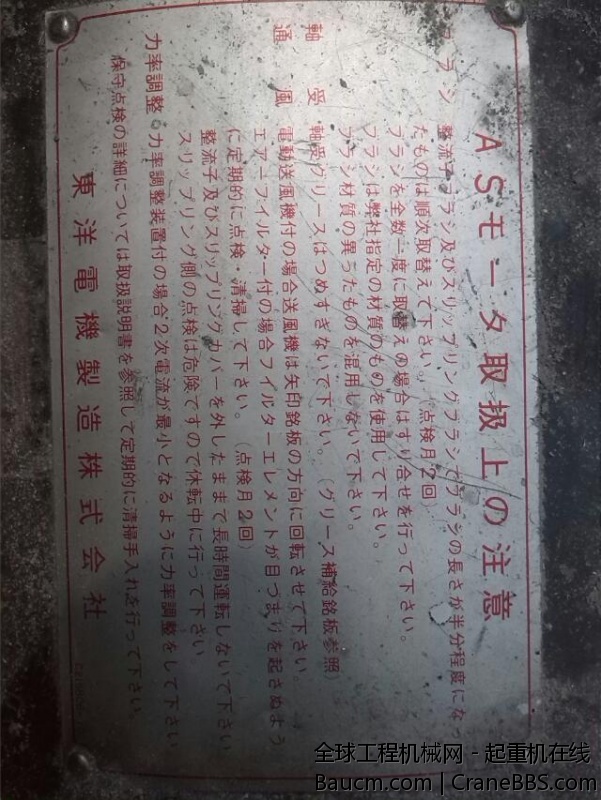 ASモータ取扱上の注意
ブラシ 整流子ブラシ及びスリップリングブラシでブラシの長さが半分程度になっ
たものは順次取替えて下さい。(点検月2回)
ブラシを全数一度に取替えの場合はすり合せを行って下さい。
ブラシは弊社指定の材質のものを使用して下さい。
ブラシ材質の異ったものを混用しないで下さい。
軸受 軸受グリースはつめすぎないで下さい。(グリース補給銘板参照
通風 電動送風機付の場合送風機は矢印銘板の方向に回転させて下さい
エアーフイルター付の場合フイルターエレメントが目づまりを起さぬよう
に定期的に点検・清掃して下さい。(点検月2回)
整流子及びスリップリングカバーを外したままで長時間運転しないで下さい
スリップリング側の点検は危険ですので休転中に行って下さい
力率調整 力率調整装置付の場合2次電流が最小となるように力率調整をして下さい
保守点検の詳細については取扱説明書を参照して定期的に清掃手入れを行って下さい
東洋電機製造株式会社
全球工程机械网 - 起重机在线
Baucm.com | CraneBBS.com